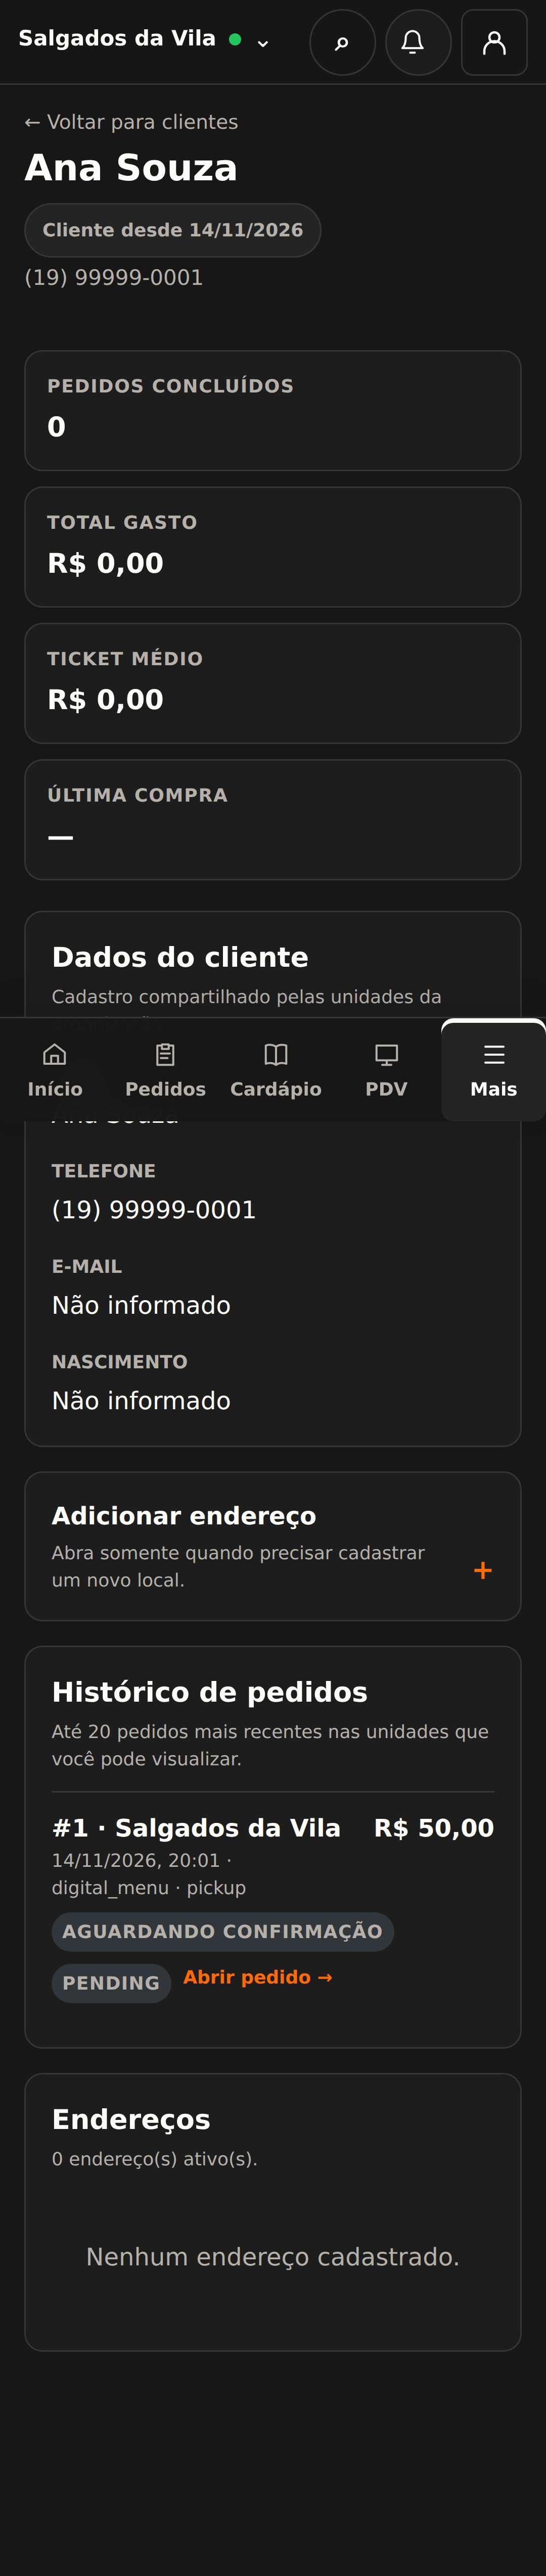 Salgados da Vila
← Voltar para clientes
Ana Souza
Cliente desde 14/11/2026
(19) 99999-0001
PEDIDOS CONCLUÍDOS
0
TOTAL GASTO
R$ 0,00
TICKET MÉDIO
R$ 0,00
ÚLTIMA COMPRA
—
Dados do cliente
Cadastro compartilhado pelas unidades da
Início Pedidos Cardápio PDV Mais
Ana Souza
TELEFONE
(19) 99999-0001
E-MAIL
Não informado
NASCIMENTO
Não informado
Adicionar endereço
Abra somente quando precisar cadastrar
um novo local.
+
Histórico de pedidos
Até 20 pedidos mais recentes nas unidades que
você pode visualizar.
#1 · Salgados da Vila R$ 50,00
14/11/2026, 20:01 ·
digital_menu · pickup
AGUARDANDO CONFIRMAÇÃO
PENDING Abrir pedido →
Endereços
0 endereço(s) ativo(s).
Nenhum endereço cadastrado.